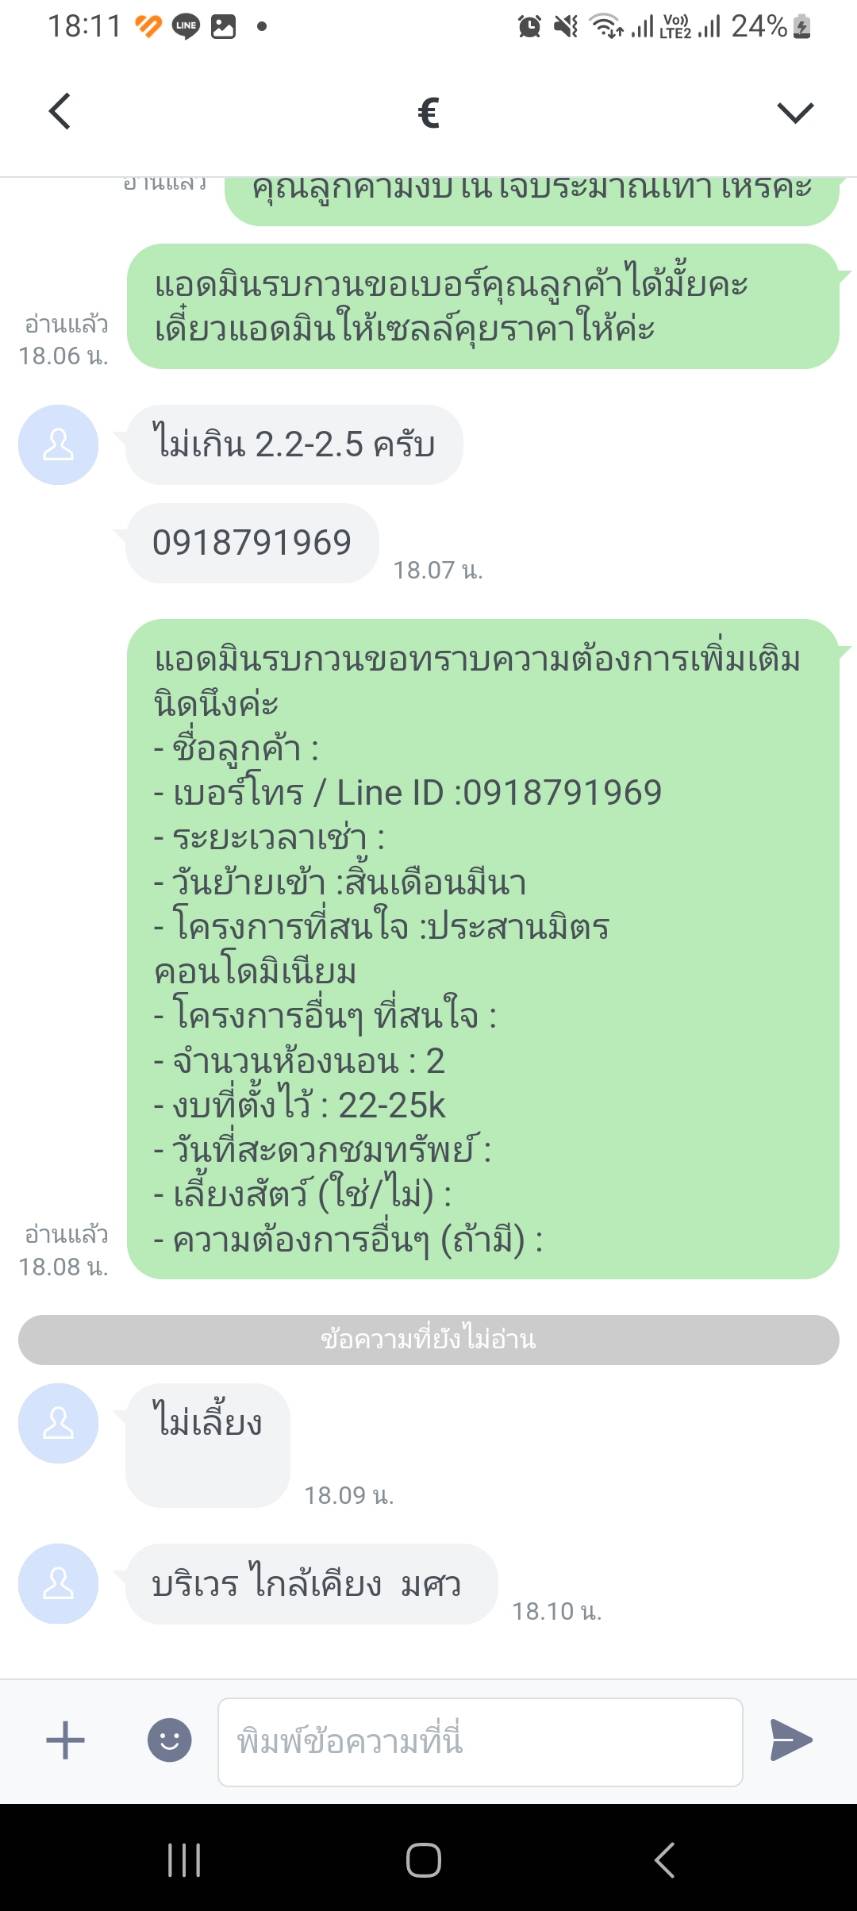 18:11
LINE
Vo)) LTE2
24%
€
อ่านแล้ว
คุณลูกค้ามีงบในใจประมาณเท่าไหร่คะ
แอดมินรบกวนขอเบอร์คุณลูกค้าได้มั้ยคะ
เดี๋ยวแอดมินให้เซลล์คุยราคาให้ค่ะ
อ่านแล้ว
18.06 น.
ไม่เกิน 2.2-2.5 ครับ
0918791969
18.07 น.
แอดมินรบกวนขอทราบความต้องการเพิ่มเติม
นิดนึงค่ะ
- ชื่อลูกค้า :
- เบอร์โทร / Line ID :0918791969
- ระยะเวลาเช่า :
- วันย้ายเข้า :สิ้นเดือนมีนา
- โครงการที่สนใจ :ประสานมิตร
คอนโดมิเนียม
- โครงการอื่นๆ ที่สนใจ :
- จำนวนห้องนอน : 2
- งบที่ตั้งไว้ : 22-25k
- วันที่สะดวกชมทรัพย์ :
- เลี้ยงสัตว์ (ใช่/ไม่) :
- ความต้องการอื่นๆ (ถ้ามี) :
อ่านแล้ว
18.08 น.
ข้อความที่ยังไม่อ่าน
ไม่เลี้ยง
18.09 น.
บริเวร ไกล้เคียง  มศว
18.10 น.
พิมพ์ข้อความที่นี่